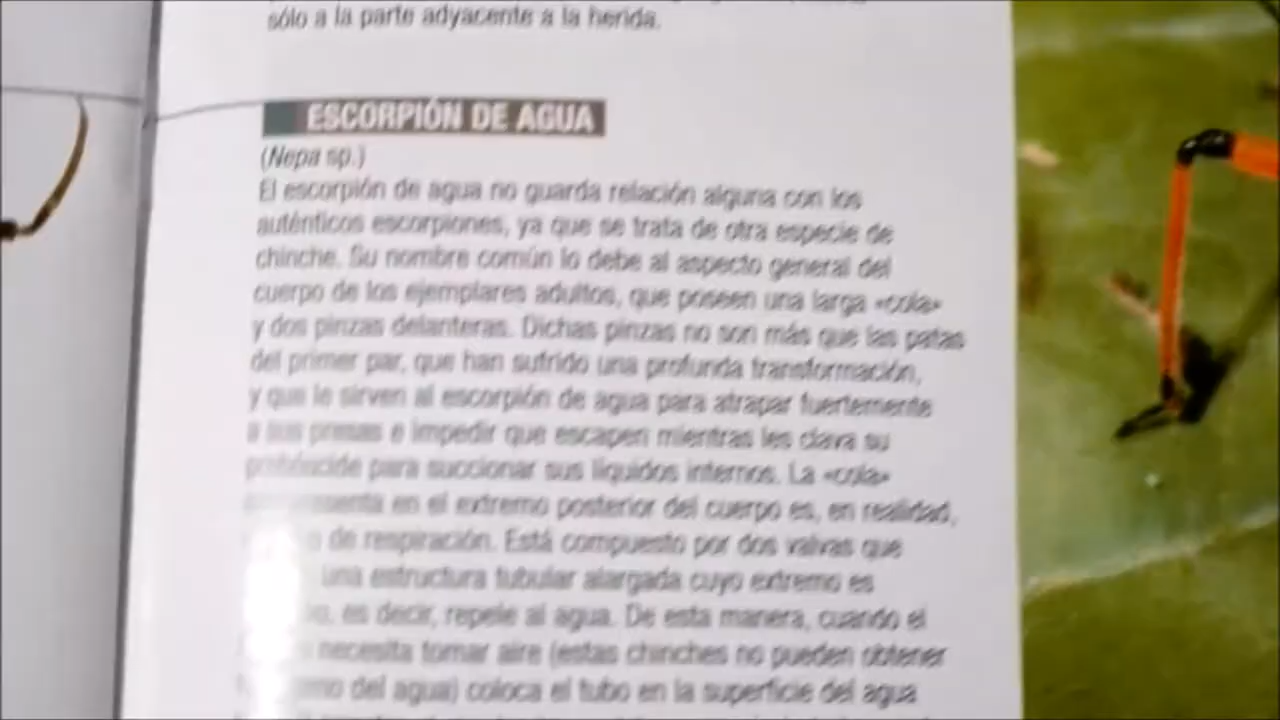 sólo a la parte adyacente a la herida.
ESCORPIÓN DE AGUA
(Nepa sp.)
El escorpión de agua no guarda relación alguna con los
auténticos escorpiones, ya que se trata de otra especie de
chinche. Su nombre común lo debe al aspecto general del
cuerpo de los ejemplares adultos, que poseen una larga «cola»
y dos pinzas delanteras. Dichas pinzas no son más que las patas
del primer par, que han sufrido una profunda transformación,
y que le sirven al escorpión de agua para atrapar fuertemente
a sus presas e impedir que escapen mientras les clava su
para succionar sus líquidos internos. La «cola»
en el extremo posterior del cuerpo es, en realidad,
de respiración. Está compuesto por dos valvas que
una estructura tubular alargada cuyo extremo es
es decir, repele al agua. De esta manera, cuando el
necesita tomar aire (estas chinches no pueden obtener
del agua) coloca el tubo en la superficie del agua